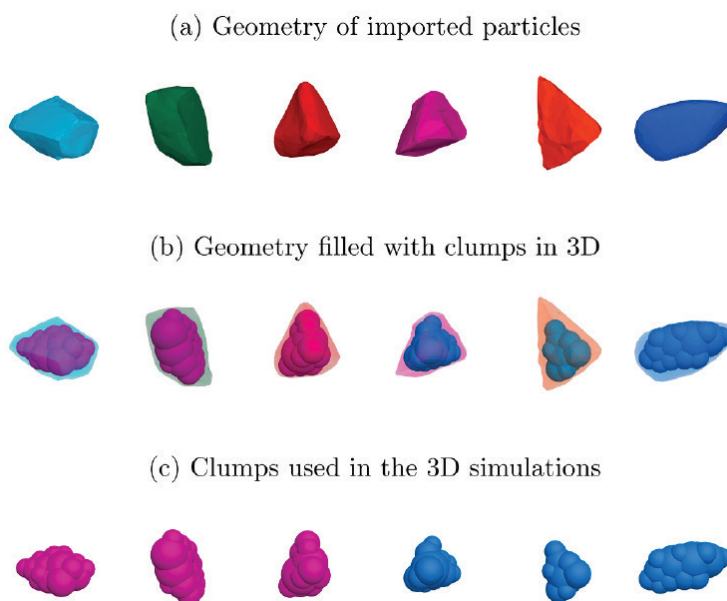 (a) Geometry of imported particles
(b) Geometry filled with clumps in 3D
(c) Clumps used in the 3D simulations